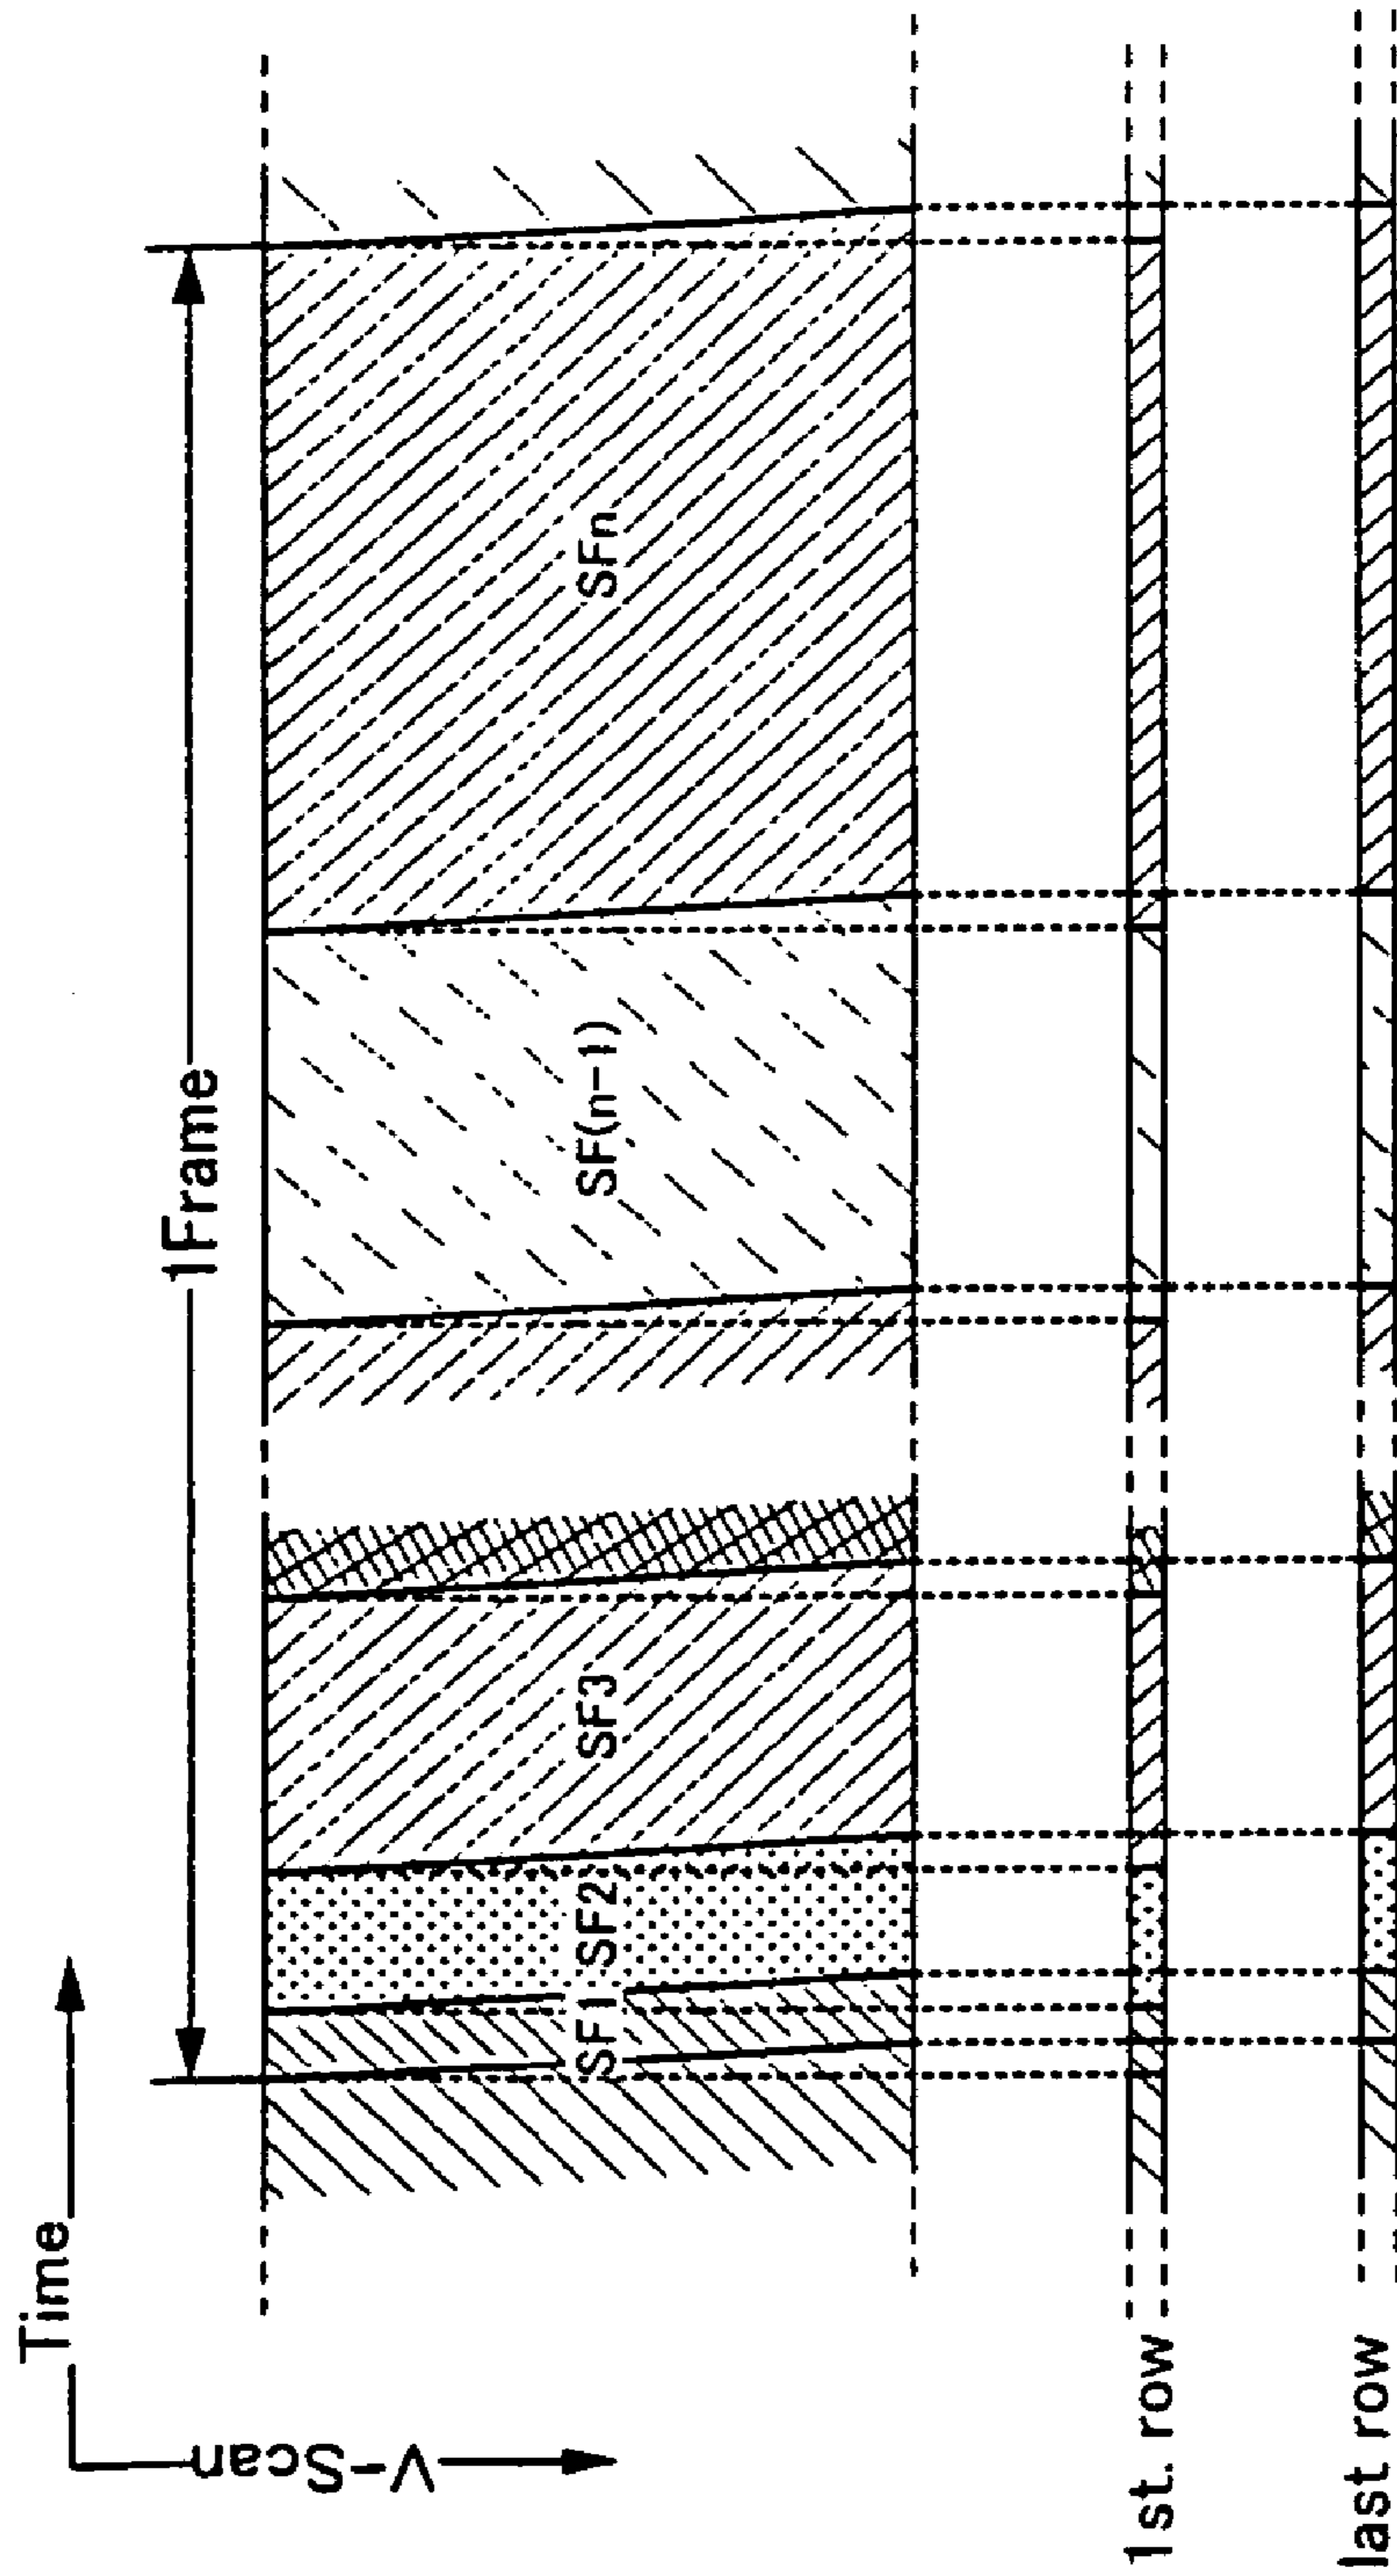 Time
V-Scan
1Frame
SF1
SF2
SF3
SF(n-1)
SFn
1st. row
last row